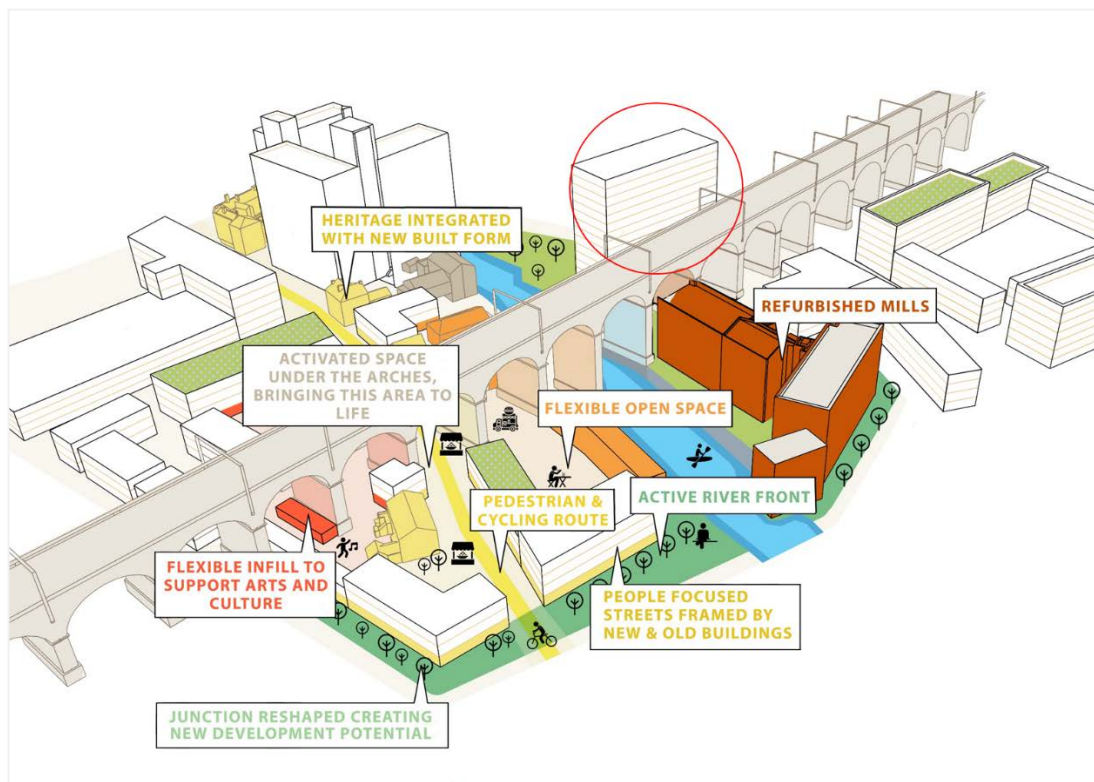 HERITAGE INTEGRATED
WITH NEW BUILT FORM
REFURBISHED MILLS
ACTIVATED SPACE
UNDER THE ARCHES,
BRINGING THIS AREA TO
LIFE
FLEXIBLE OPEN SPACE
PEDESTRIAN &
CYCLING ROUTE
ACTIVE RIVER FRONT
FLEXIBLE INFILL TO
SUPPORT ARTS AND
CULTURE
PEOPLE FOCUSED
STREETS FRAMED BY
NEW & OLD BUILDINGS
JUNCTION RESHAPED CREATING
NEW DEVELOPMENT POTENTIAL